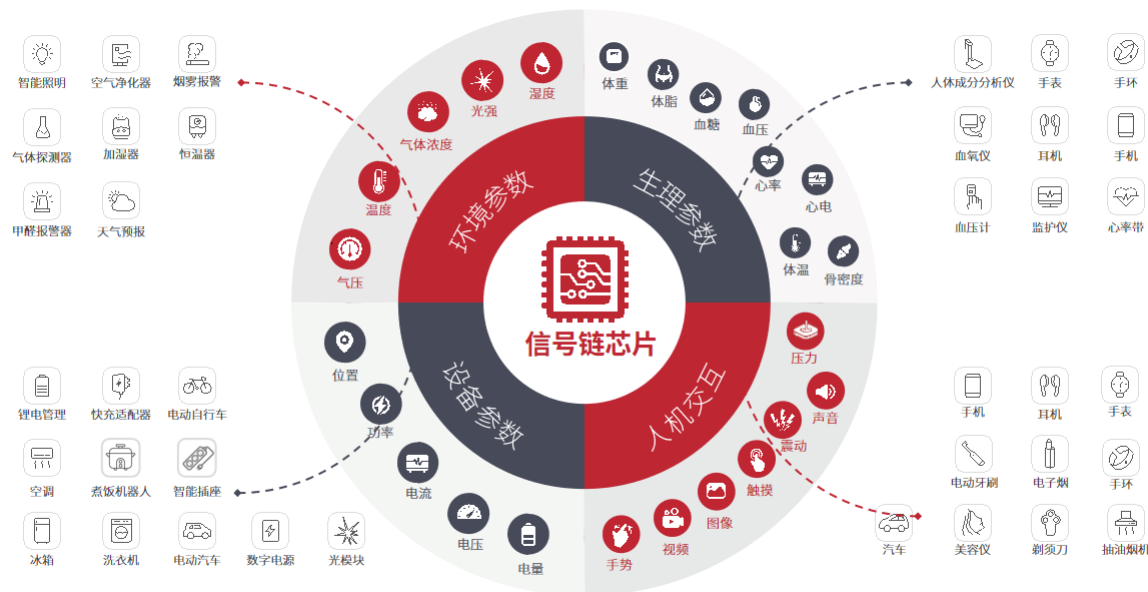 智能照明
空气净化器
烟雾报警
气体探测器
加湿器
恒温器
甲醛报警器
天气预报
湿度
光强
气体浓度
温度
气压
环境参数
体重
体脂
血糖
血压
心率
心电
体温
骨密度
生理参数
人体成分分析仪
手表
手环
血氧仪
耳机
手机
血压计
监护仪
心率带
信号链芯片
设备参数
位置
功率
电流
电压
电量
锂电管理
快充适配器
电动自行车
空调
煮饭机器人
智能插座
冰箱
洗衣机
电动汽车
数字电源
光模块
人机交互
压力
声音
震动
触摸
图像
视频
手势
手机
耳机
手表
电动牙刷
电子烟
手环
汽车
美容仪
剃须刀
抽油烟机